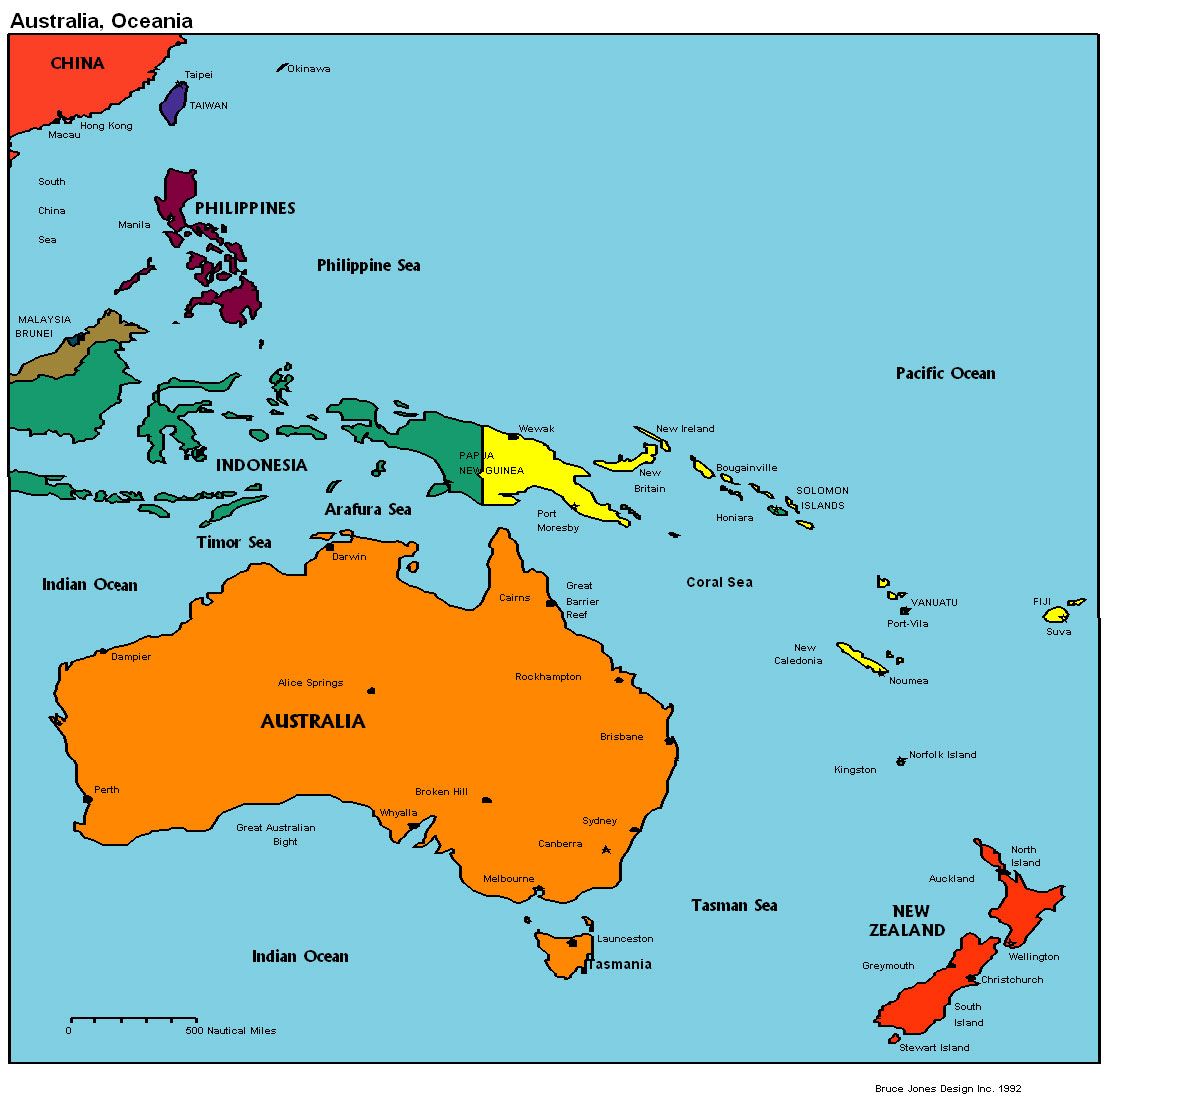 Australia, Oceania
CHINA
Okinawa
Taipei
TAIWAN
Hong Kong
Macau
South
China
Sea
PHILIPPINES
Manila
Philippine Sea
MALAYSIA
BRUNEI
Pacific Ocean
Wewak
New Ireland
PAPUA
NEW GUINEA
INDONESIA
New
Britain
Bougainville
SOLOMON
ISLANDS
Honiara
Port
Moresby
Arafura Sea
Timor Sea
Indian Ocean
Darwin
Coral Sea
Great
Barrier
Reef
Cairns
VANUATU
Port-Vila
FIJI
Suva
New
Caledonia
Noumea
Dampier
Alice Springs
Rockhampton
AUSTRALIA
Brisbane
Norfolk Island
Kingston
Perth
Broken Hill
Whyalla
Great Australian
Bight
Sydney
Canberra
Melbourne
North
Island
Auckland
Tasman Sea
NEW
ZEALAND
Launceston
Tasmania
Indian Ocean
Wellington
Greymouth
Christchurch
South
Island
Stewart Island
0
500 Nautical Miles
Bruce Jones Design Inc. 1992